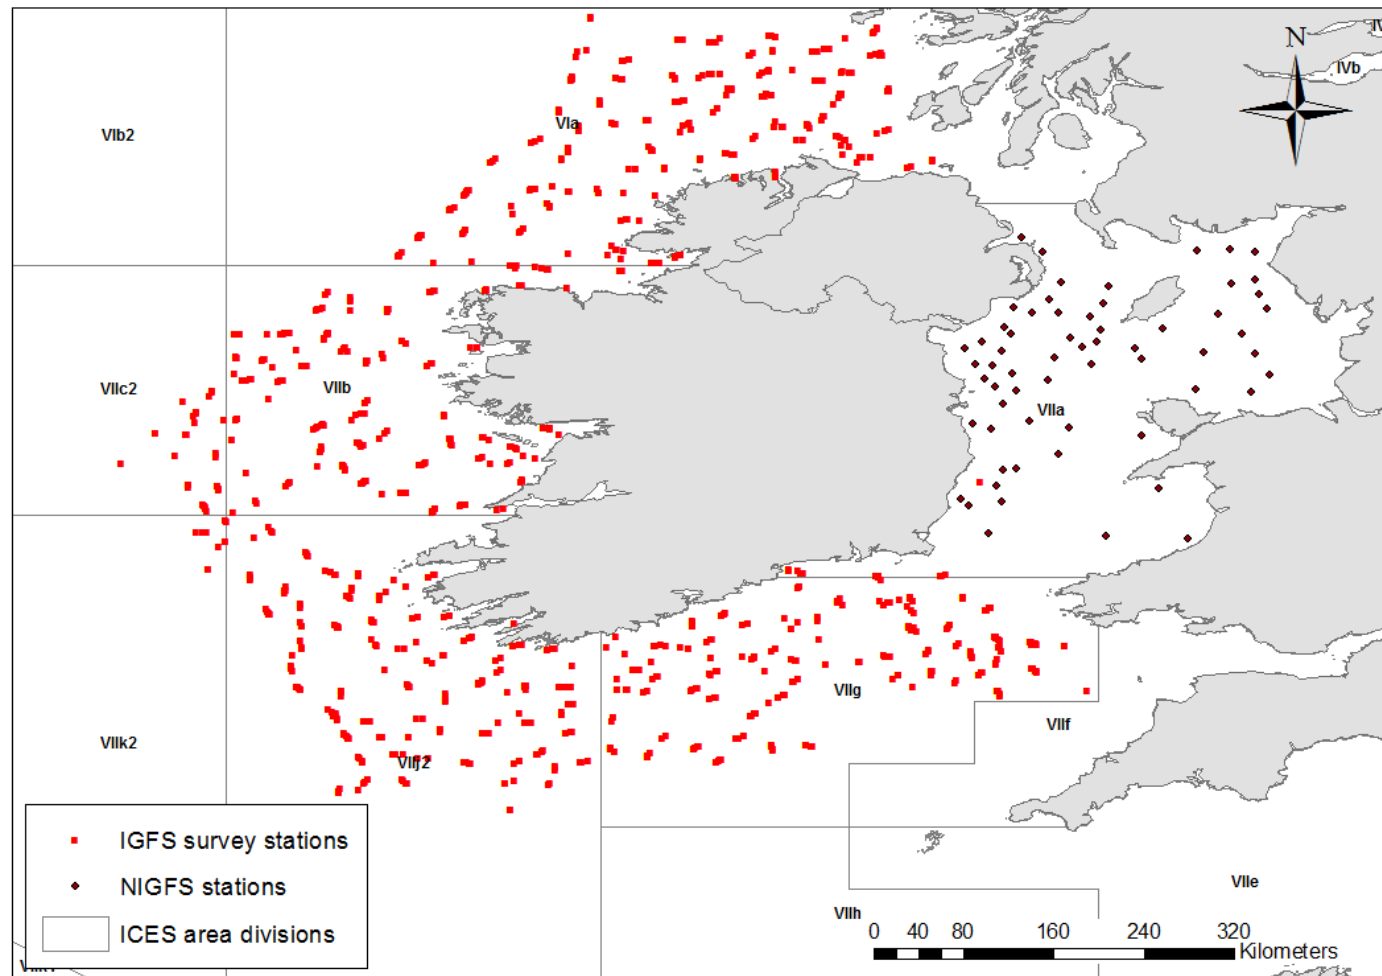 N
IVb
VIa
VIb2
VIIc2
VIIb
VIIa
VIIg
VIIk2
VIIf
VIIj2
IGFS survey stations
NIGFS stations
ICES area divisions
VIIe
VIIh
0 40 80 160 240 320
Kilometers